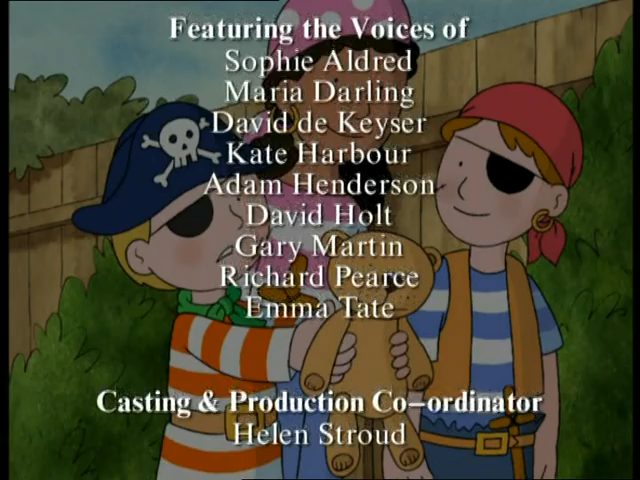 Featuring the Voices of
Sophie Aldred
Maria Darling
David de Keyser
Kate Harbour
Adam Henderson
David Holt
Gary Martin
Richard Pearce
Emma Tate
Casting & Production Co-ordinator
Helen Stroud